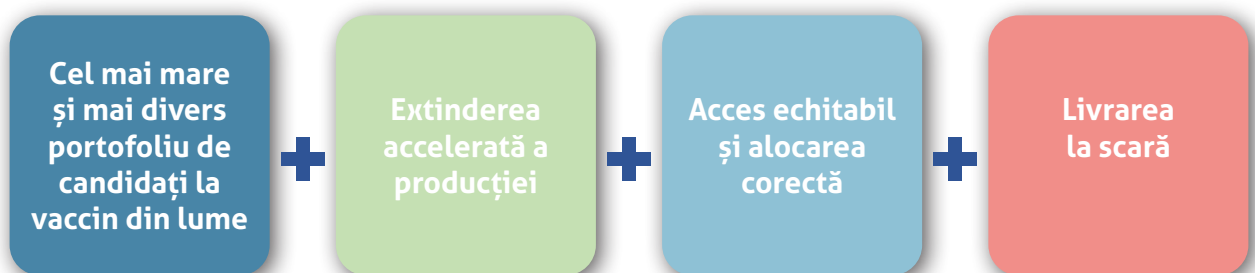 Cel mai mare
și mai divers
portofoliu de
candidați la
vaccin din lume
Extinderea
accelerată a
producției
Acces echitabil
și alocarea
corectă
Livrarea
la scară